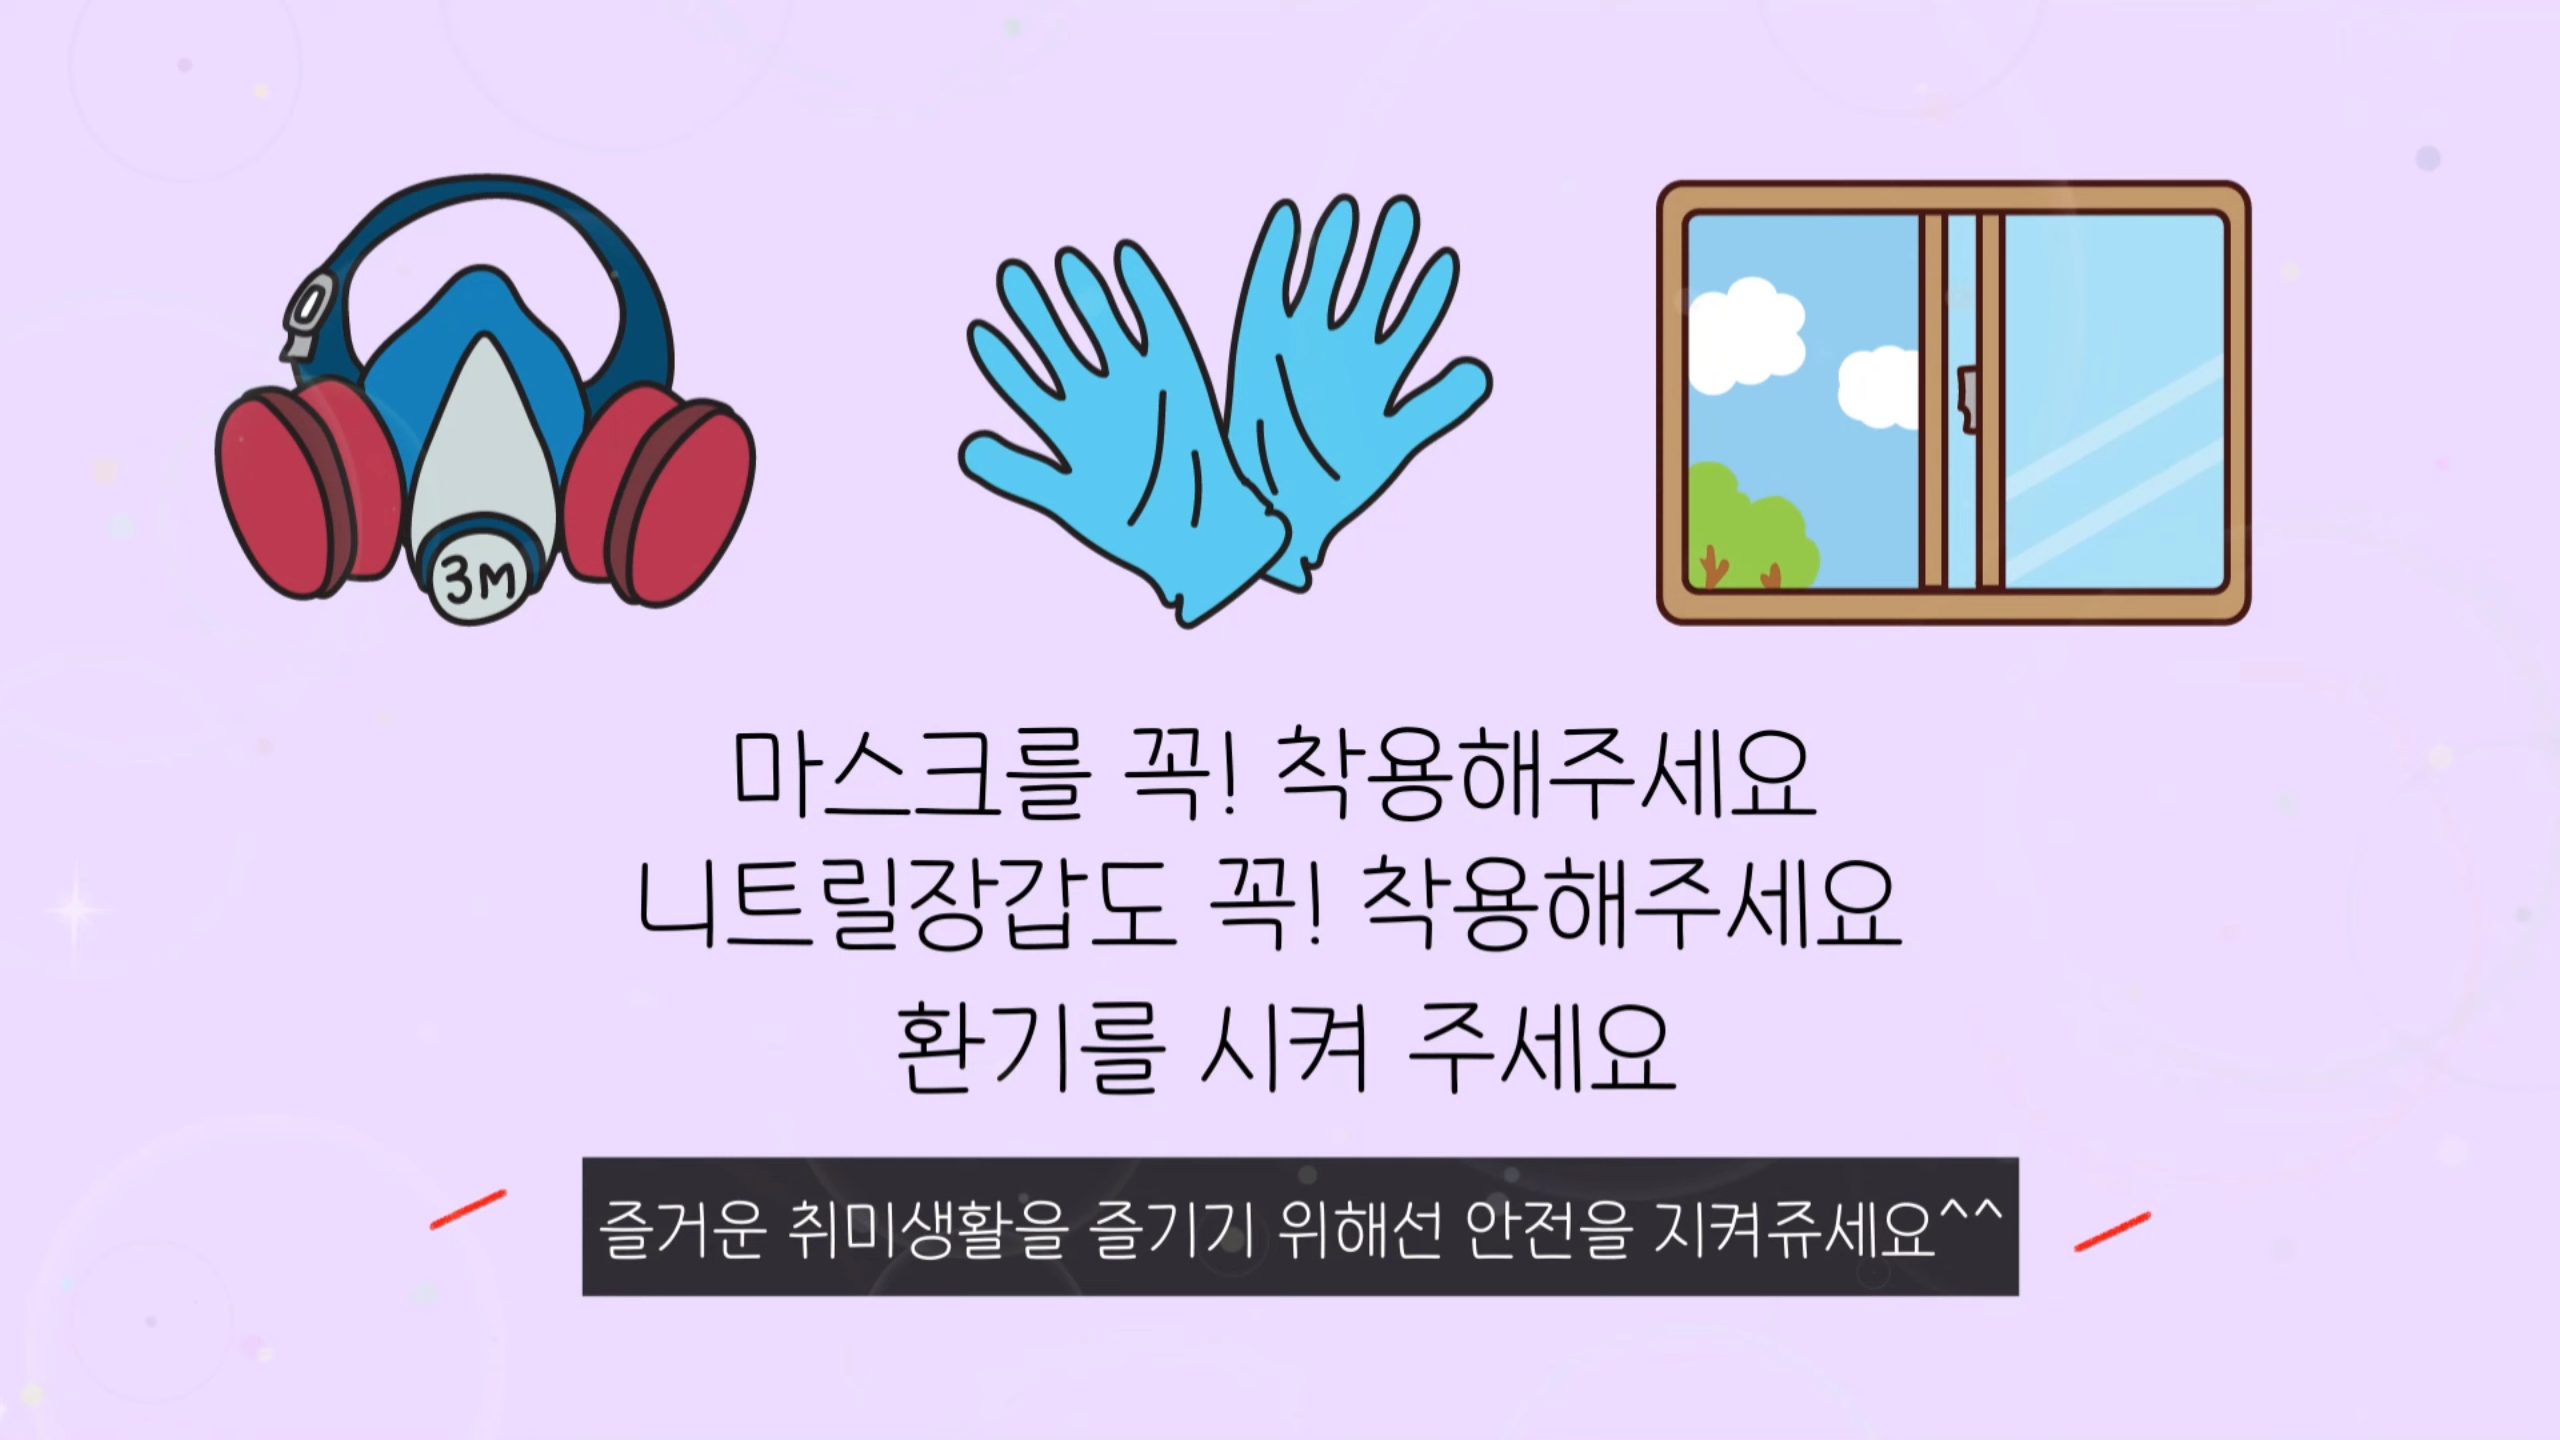 3M
마스크를 꼭! 착용해주세요
니트릴장갑도 꼭! 착용해주세요
환기를 시켜 주세요
즐거운 취미생활을 즐기기 위해선 안전을 지켜쥬세요^^